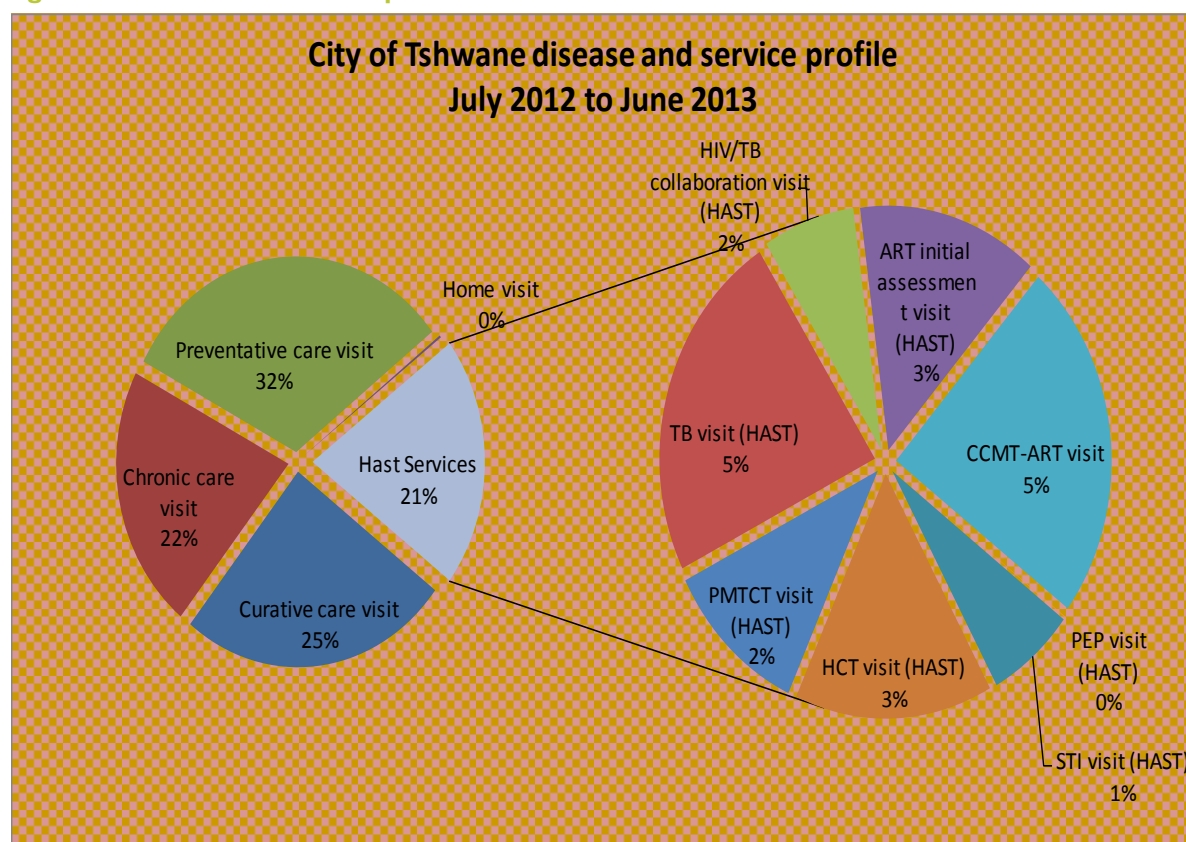 City of Tshwane disease and service profile
July 2012 to June 2013
HIV/TB
collaboration visit
(HAST)
2%
Home visit
0%
Preventative care visit
32%
Hast Services
21%
Chronic care
visit
22%
Curative care visit
25%
ART initial
assessmen
t visit
(HAST)
3%
TB visit (HAST)
5%
CCMT-ART visit
5%
PMTCT visit
(HAST)
2%
HCT visit (HAST)
3%
PEP visit
(HAST)
0%
STI visit (HAST)
1%